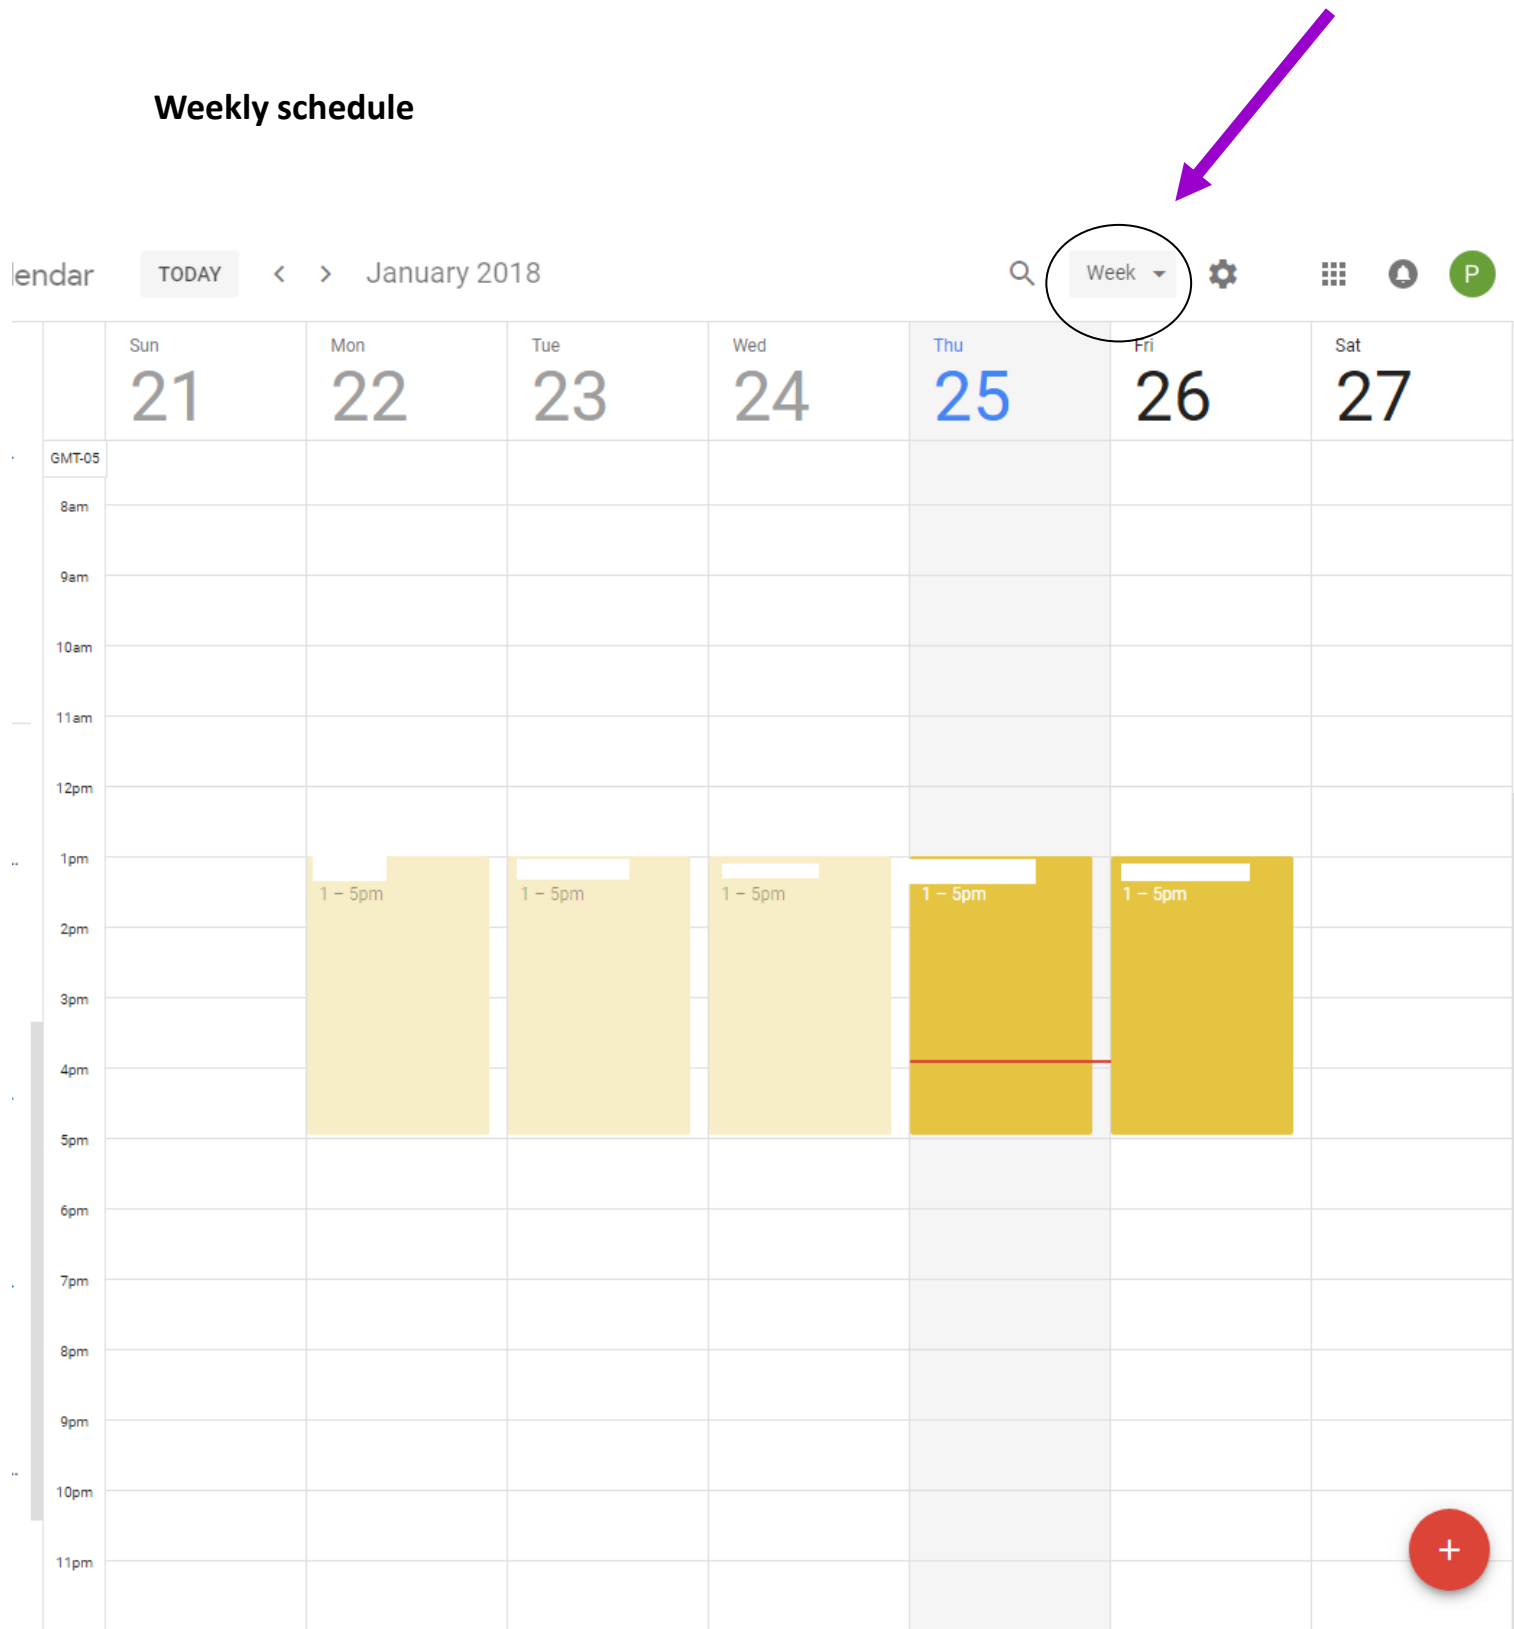 Weekly schedule
lendar TODAY January 2018 Week P
Sun Mon Tue Wed Thu Fri Sat
21 22 23 24 25 26 27
GMT-05
8am
9am
10am
11am
12pm
1pm
1 – 5pm 1 – 5pm 1 – 5pm 1 – 5pm 1 – 5pm
2pm
3pm
4pm
5pm
6pm
7pm
8pm
9pm
10pm
11pm